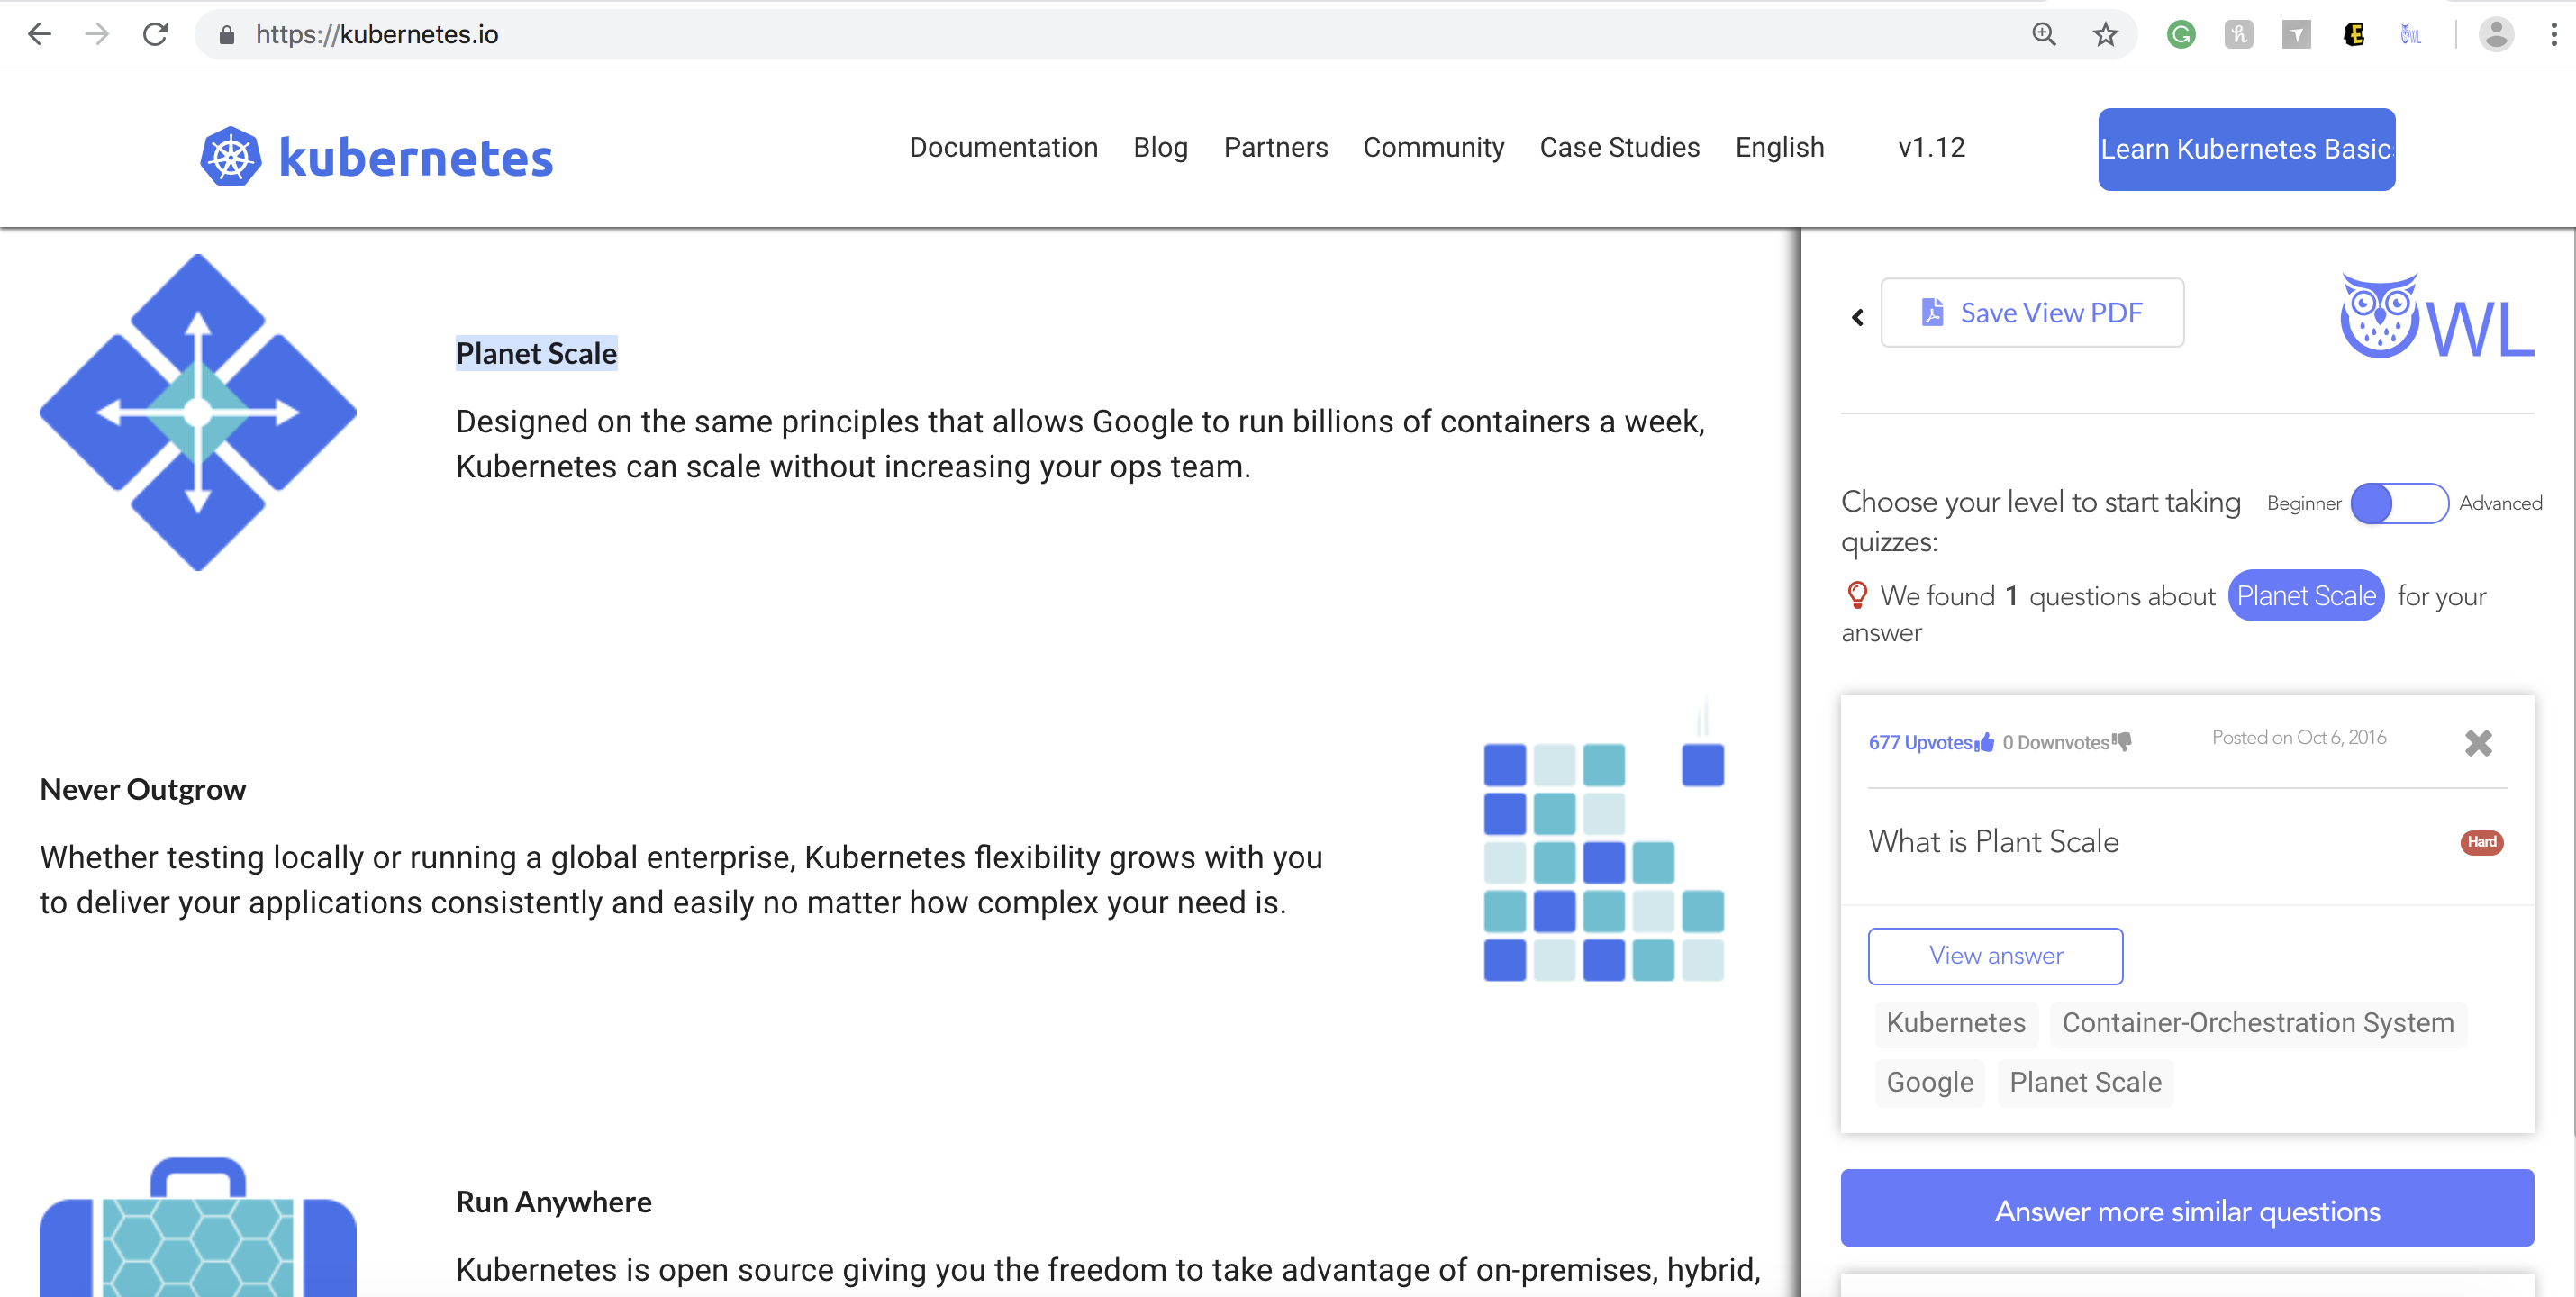 https://kubernetes.io
kubernetes
Documentation Blog Partners Community Case Studies English v1.12
Learn Kubernetes Basic
Planet Scale
Designed on the same principles that allows Google to run billions of containers a week,
Kubernetes can scale without increasing your ops team.
Never Outgrow
Whether testing locally or running a global enterprise, Kubernetes flexibility grows with you
to deliver your applications consistently and easily no matter how complex your need is.
Run Anywhere
Kubernetes is open source giving you the freedom to take advantage of on-premises, hybrid,
Save View PDF
OWL
Choose your level to start taking
quizzes:
Beginner Advanced
We found 1 questions about Planet Scale for your
answer
677 Upvotes 0 Downvotes Posted on Oct 6, 2016
What is Plant Scale Hard
View answer
Kubernetes Container-Orchestration System
Google Planet Scale
Answer more similar questions